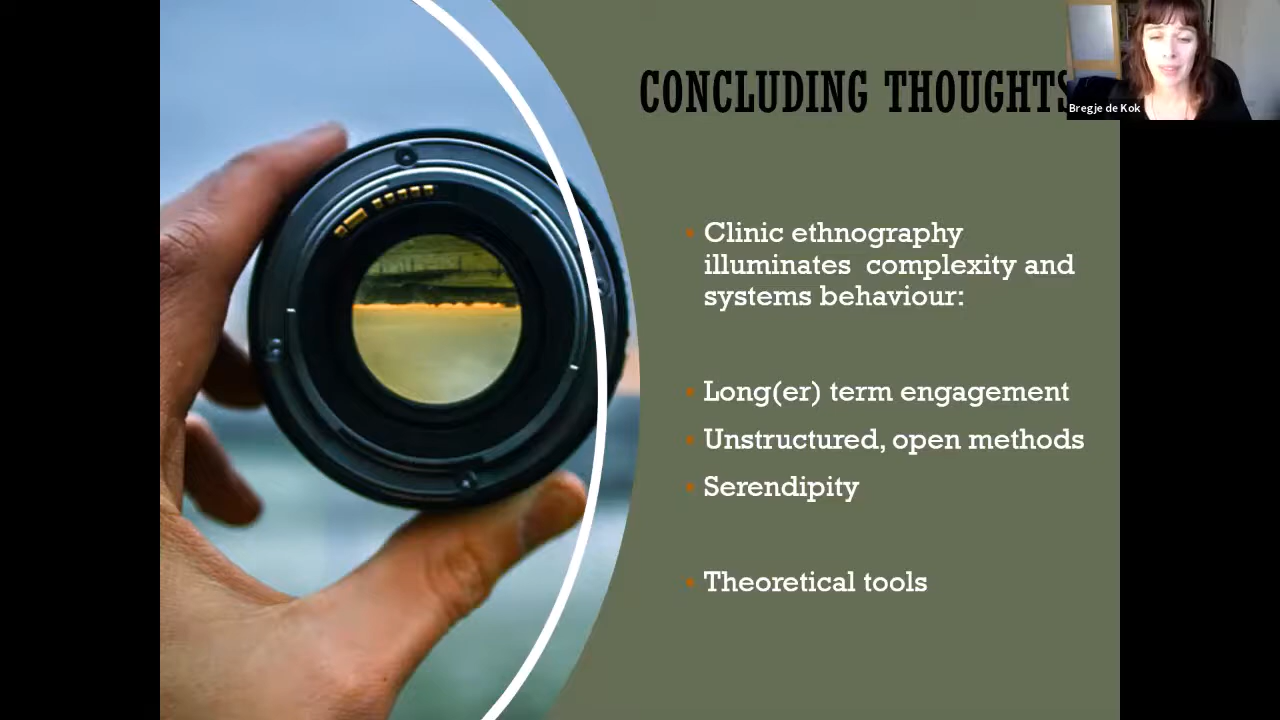 CONCLUDING THOUGHTS
Bregje de Kok
Clinic ethnography
illuminates complexity and
systems behaviour:
Long(er) term engagement
Unstructured, open methods
Serendipity
Theoretical tools